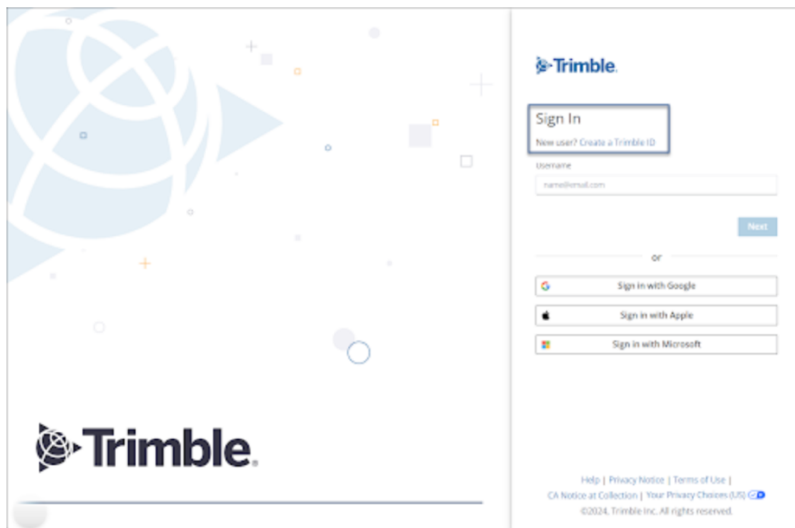 Trimble.
Sign In
New user? Create a Trimble ID
Username
name@email.com
Next
or
Sign in with Google
Sign in with Apple
Sign in with Microsoft
Trimble.
Help | Privacy Notice | Terms of Use |
CA Notice at Collection | Your Privacy Choices (US)
©2024, Trimble Inc. All rights reserved.